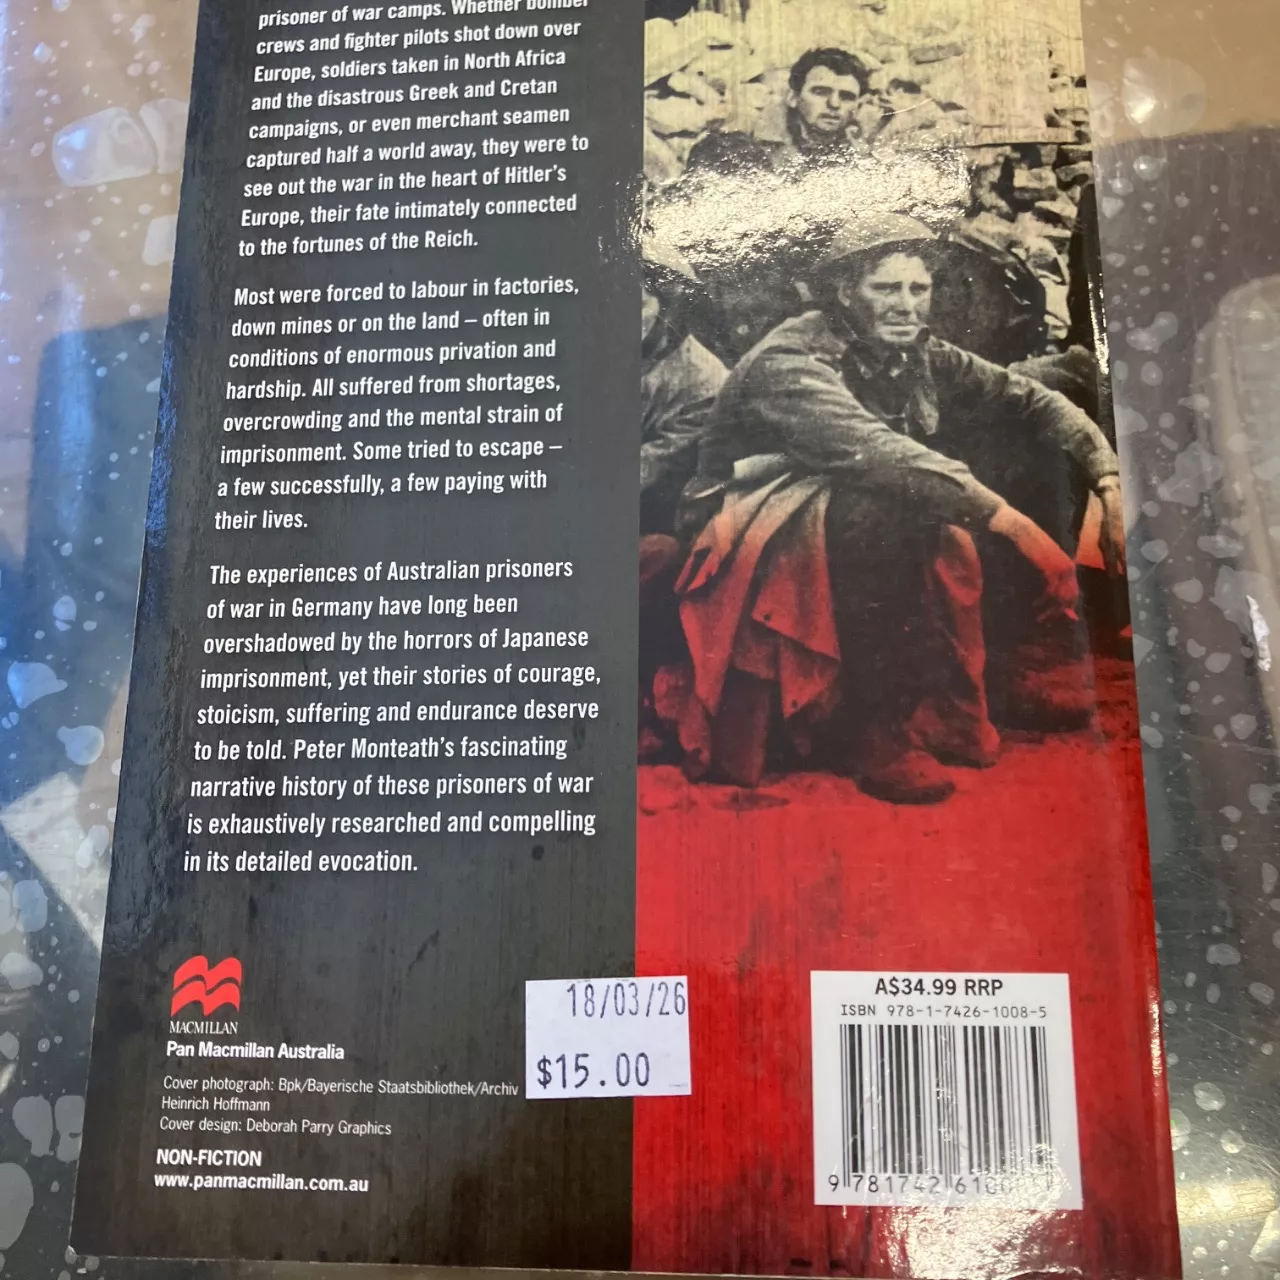 prisoner of war camps. Whether bomber
crews and fighter pilots shot down over
Europe, soldiers taken in North Africa
and the disastrous Greek and Cretan
campaigns, or even merchant seamen
captured half a world away, they were to
see out the war in the heart of Hitler's
Europe, their fate intimately connected
to the fortunes of the Reich.
Most were forced to labour in factories,
down mines or on the land – often in
conditions of enormous privation and
hardship. All suffered from shortages,
overcrowding and the mental strain of
imprisonment. Some tried to escape –
a few successfully, a few paying with
their lives.
The experiences of Australian prisoners
of war in Germany have long been
overshadowed by the horrors of Japanese
imprisonment, yet their stories of courage,
stoicism, suffering and endurance deserve
to be told. Peter Monteath's fascinating
narrative history of these prisoners of war
is exhaustively researched and compelling
in its detailed evocation.
MACMILLAN
Pan Macmillan Australia
Cover photograph: Bpk/Bayerische Staatsbibliothek/Archiv
Heinrich Hoffmann
Cover design: Deborah Parry Graphics
NON-FICTION
www.panmacmillan.com.au
18/03/26
$15.00
A$34.99 RRP
ISBN 978-1-7426-1008-5
9 781742